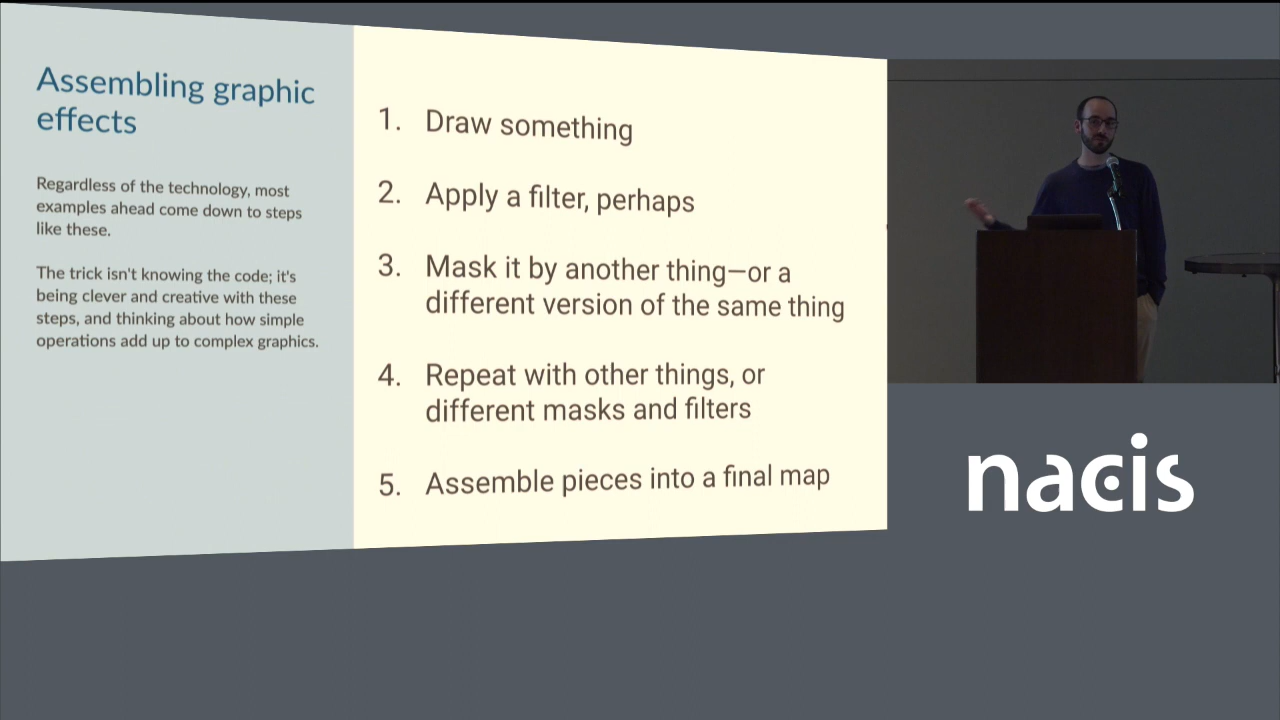 Assembling graphic
effects
Regardless of the technology, most
examples ahead come down to steps
like these.
The trick isn't knowing the code; it's
being clever and creative with these
steps, and thinking about how simple
operations add up to complex graphics.
1. Draw something
2. Apply a filter, perhaps
3. Mask it by another thing—or a
different version of the same thing
4. Repeat with other things, or
different masks and filters
5. Assemble pieces into a final map
nacis